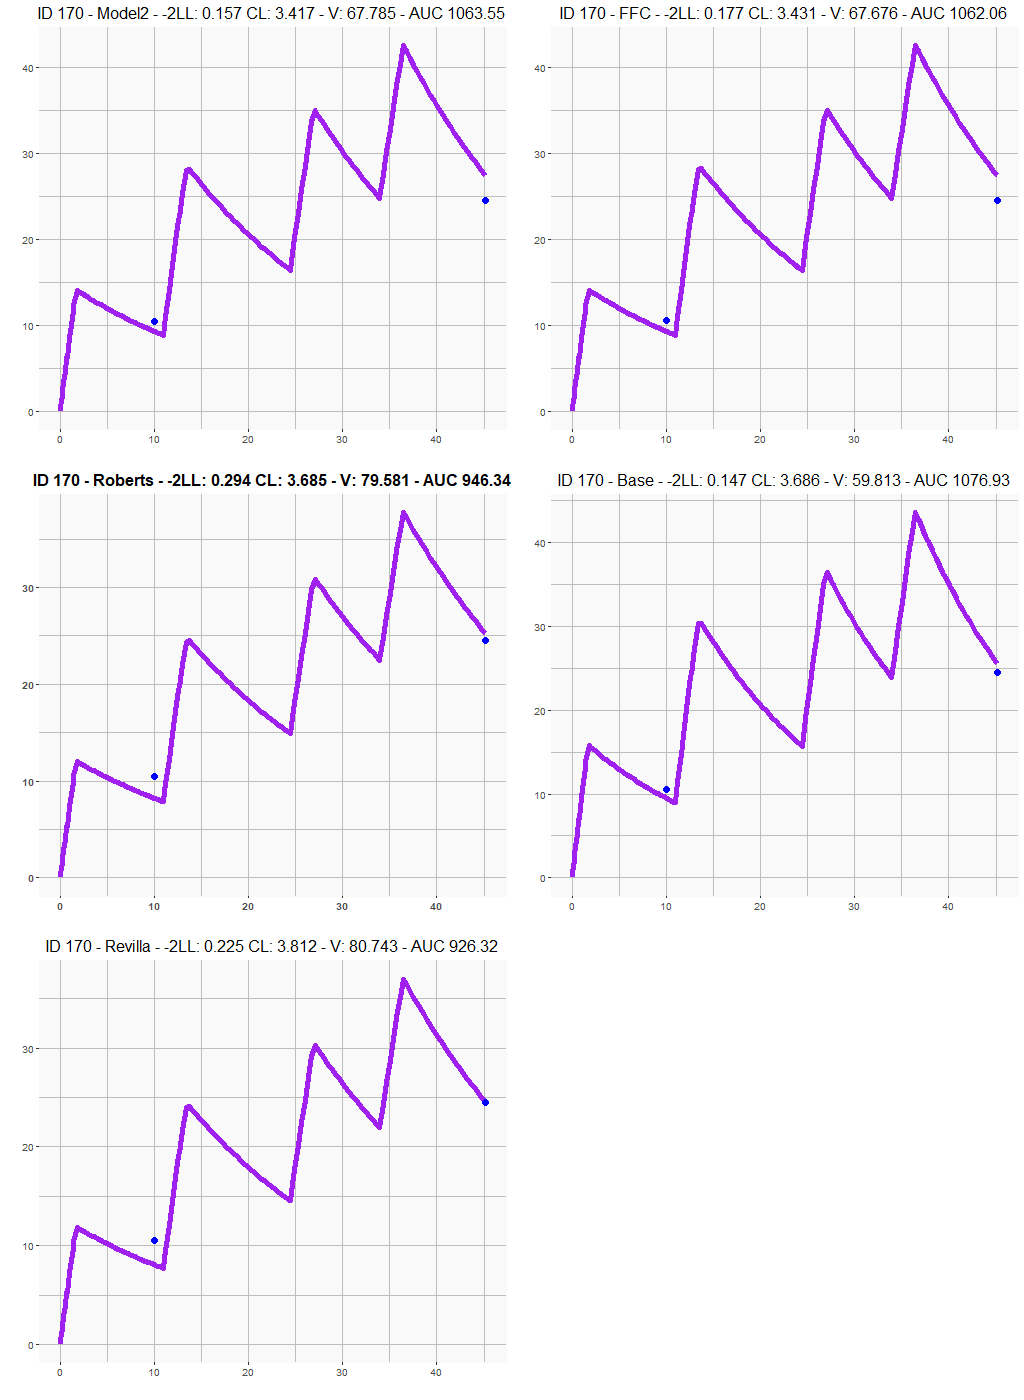 ID 170 - Model2 - -2LL: 0.157 CL: 3.417 - V: 67.785 - AUC 1063.55
40
30
20
10
0
0 10 20 30 40
ID 170 - FFC - -2LL: 0.177 CL: 3.431 - V: 67.676 - AUC 1062.06
40
30
20
10
0
0 10 20 30 40
ID 170 - Roberts - -2LL: 0.294 CL: 3.685 - V: 79.581 - AUC 946.34
30
20
10
0
0 10 20 30 40
ID 170 - Base - -2LL: 0.147 CL: 3.686 - V: 59.813 - AUC 1076.93
40
30
20
10
0
0 10 20 30 40
ID 170 - Revilla - -2LL: 0.225 CL: 3.812 - V: 80.743 - AUC 926.32
30
20
10
0
0 10 20 30 40